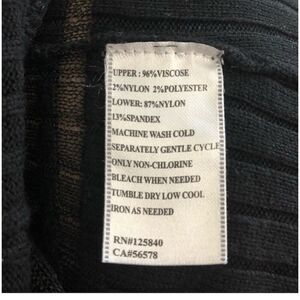 UPPER: 96%VISCOSE
2%NYLON 2%POLYESTER
LOWER: 87%NYLON
13%SPANDEX
MACHINE WASH COLD
SEPARATELY GENTLE CYCLE
ONLY NON-CHLORINE
BLEACH WHEN NEEDED
TUMBLE DRY LOW COOL
IRON AS NEEDED
RN#125840
CA#56578